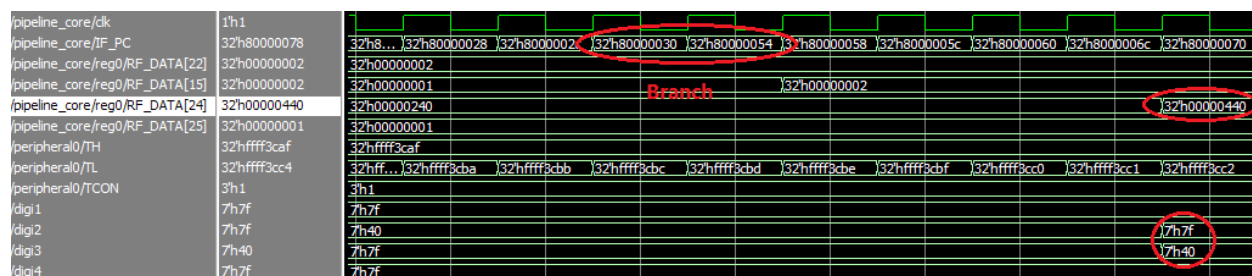 /pipeline_core/clk 1'h1
/pipeline_core/IF_PC 32'h80000078 32'h8... 32'h80000028 32'h8000002 32'h80000030 32'h80000054 32'h80000058 32'h8000005c 32'h80000060 32'h8000006c 32'h80000070
/pipeline_core/reg0/RF_DATA[22] 32'h00000002 32'h00000002
/pipeline_core/reg0/RF_DATA[15] 32'h00000002 32'h00000001 32'h00000002
Branch
/pipeline_core/reg0/RF_DATA[24] 32'h00000440 32'h00000240 32'h00000440
/pipeline_core/reg0/RF_DATA[25] 32'h00000001 32'h00000001
/peripheral0/TH 32'hffff3caf 32'hffff3caf
/peripheral0/TL 32'hffff3cc4 32'hff... 32'hffff3cba 32'hffff3cbb 32'hffff3cbc 32'hffff3cbd 32'hffff3cbe 32'hffff3cbf 32'hffff3cc0 32'hffff3cc1 32'hffff3cc2
/peripheral0/TCON 3'h1 3'h1
/digi1 7'h7f 7'h7f
/digi2 7'h7f 7'h40 7'h7f
/digi3 7'h40 7'h7f 7'h40
/digi4 7'h7f 7'h7f